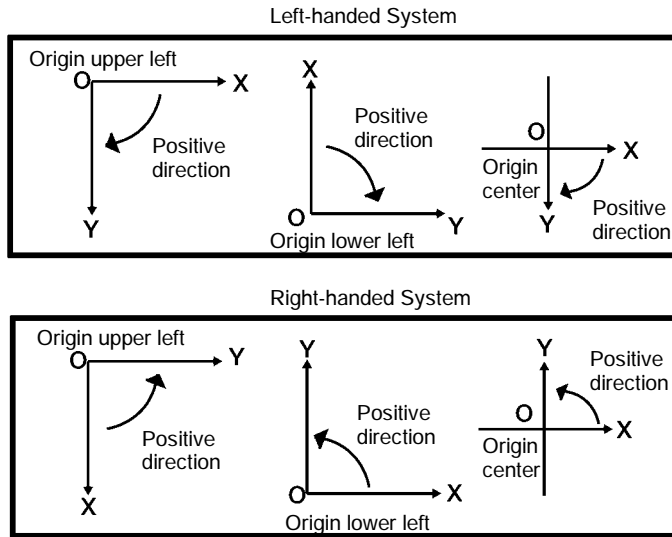 Left-handed System
Origin upper left
O
X
Positive
direction
Y
X
Positive
direction
O
Y
Origin lower left
O
X
Origin
center
Y
Positive
direction
Right-handed System
Origin upper left
O
Y
Positive
direction
X
Y
Positive
direction
O
X
Origin lower left
Y
Positive
direction
O
X
Origin
center